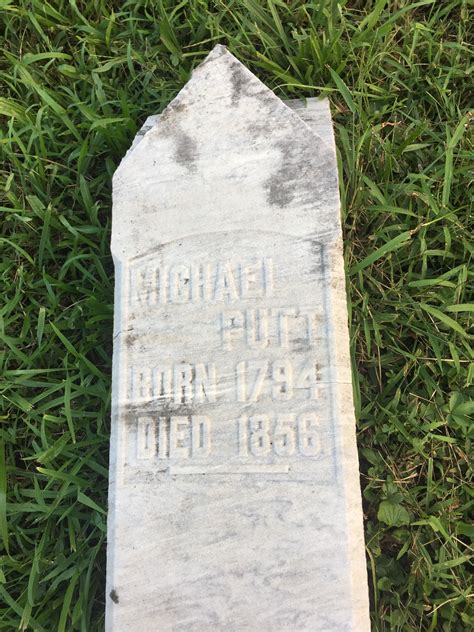 MICHAEL
PUTT
BORN 1794
DIED 1856